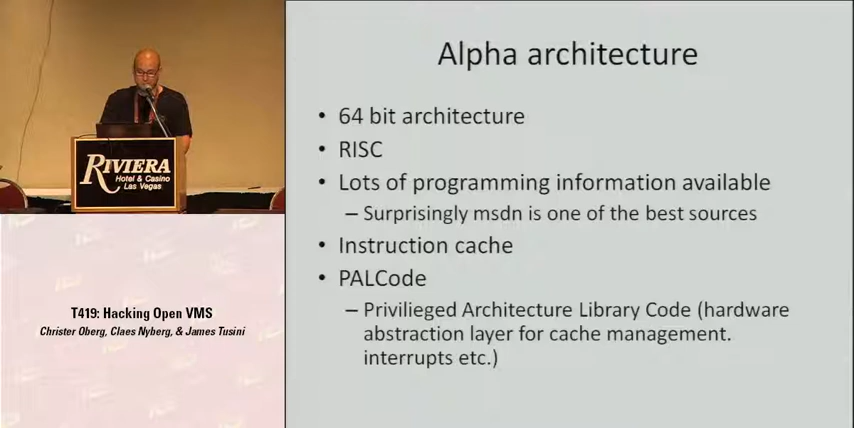 RIVIERA
Hotel & Casino
Las Vegas
T419: Hacking Open VMS
Christer Oberg, Claes Nyberg, & James Tusini
Alpha architecture
• 64 bit architecture
• RISC
• Lots of programming information available
– Surprisingly msdn is one of the best sources
• Instruction cache
• PALCode
– Privilieged Architecture Library Code (hardware
abstraction layer for cache management.
interrupts etc.)